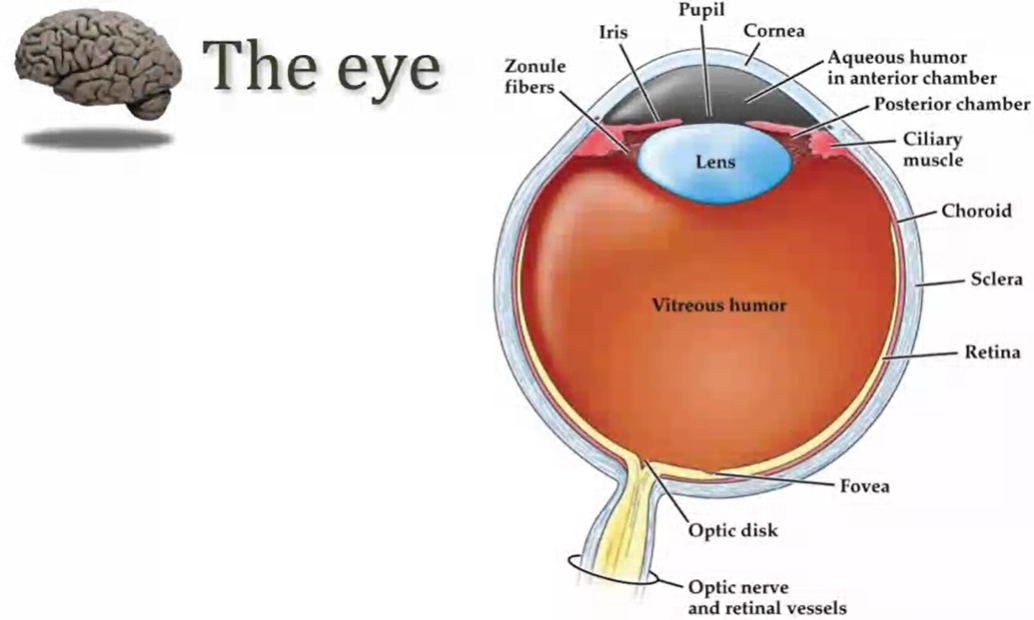 The eye
Pupil
Iris
Cornea
Zonule
fibers
Aqueous humor
in anterior chamber
Posterior chamber
Ciliary
muscle
Lens
Choroid
Sclera
Vitreous humor
Retina
Fovea
Optic disk
Optic nerve
and retinal vessels